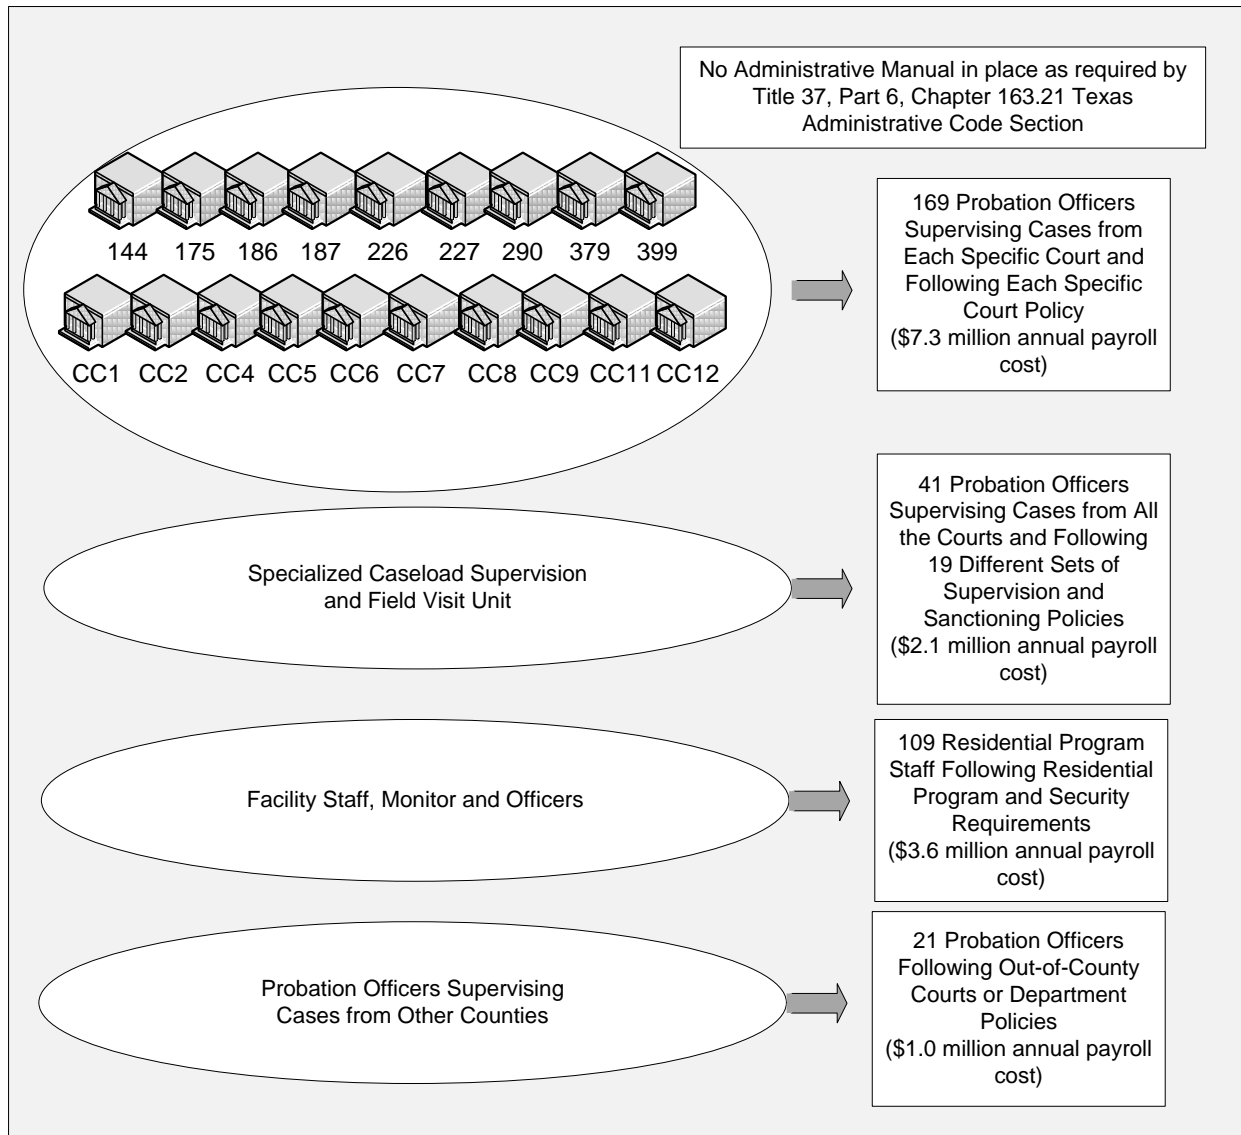 No Administrative Manual in place as required by
Title 37, Part 6, Chapter 163.21 Texas
Administrative Code Section
144 175 186 187 226 227 290 379 399
CC1 CC2 CC4 CC5 CC6 CC7 CC8 CC9 CC11 CC12
169 Probation Officers
Supervising Cases from
Each Specific Court and
Following Each Specific
Court Policy
($7.3 million annual payroll
cost)
Specialized Caseload Supervision
and Field Visit Unit
41 Probation Officers
Supervising Cases from All
the Courts and Following
19 Different Sets of
Supervision and
Sanctioning Policies
($2.1 million annual payroll
cost)
Facility Staff, Monitor and Officers
109 Residential Program
Staff Following Residential
Program and Security
Requirements
($3.6 million annual payroll
cost)
Probation Officers Supervising
Cases from Other Counties
21 Probation Officers
Following Out-of-County
Courts or Department
Policies
($1.0 million annual payroll
cost)